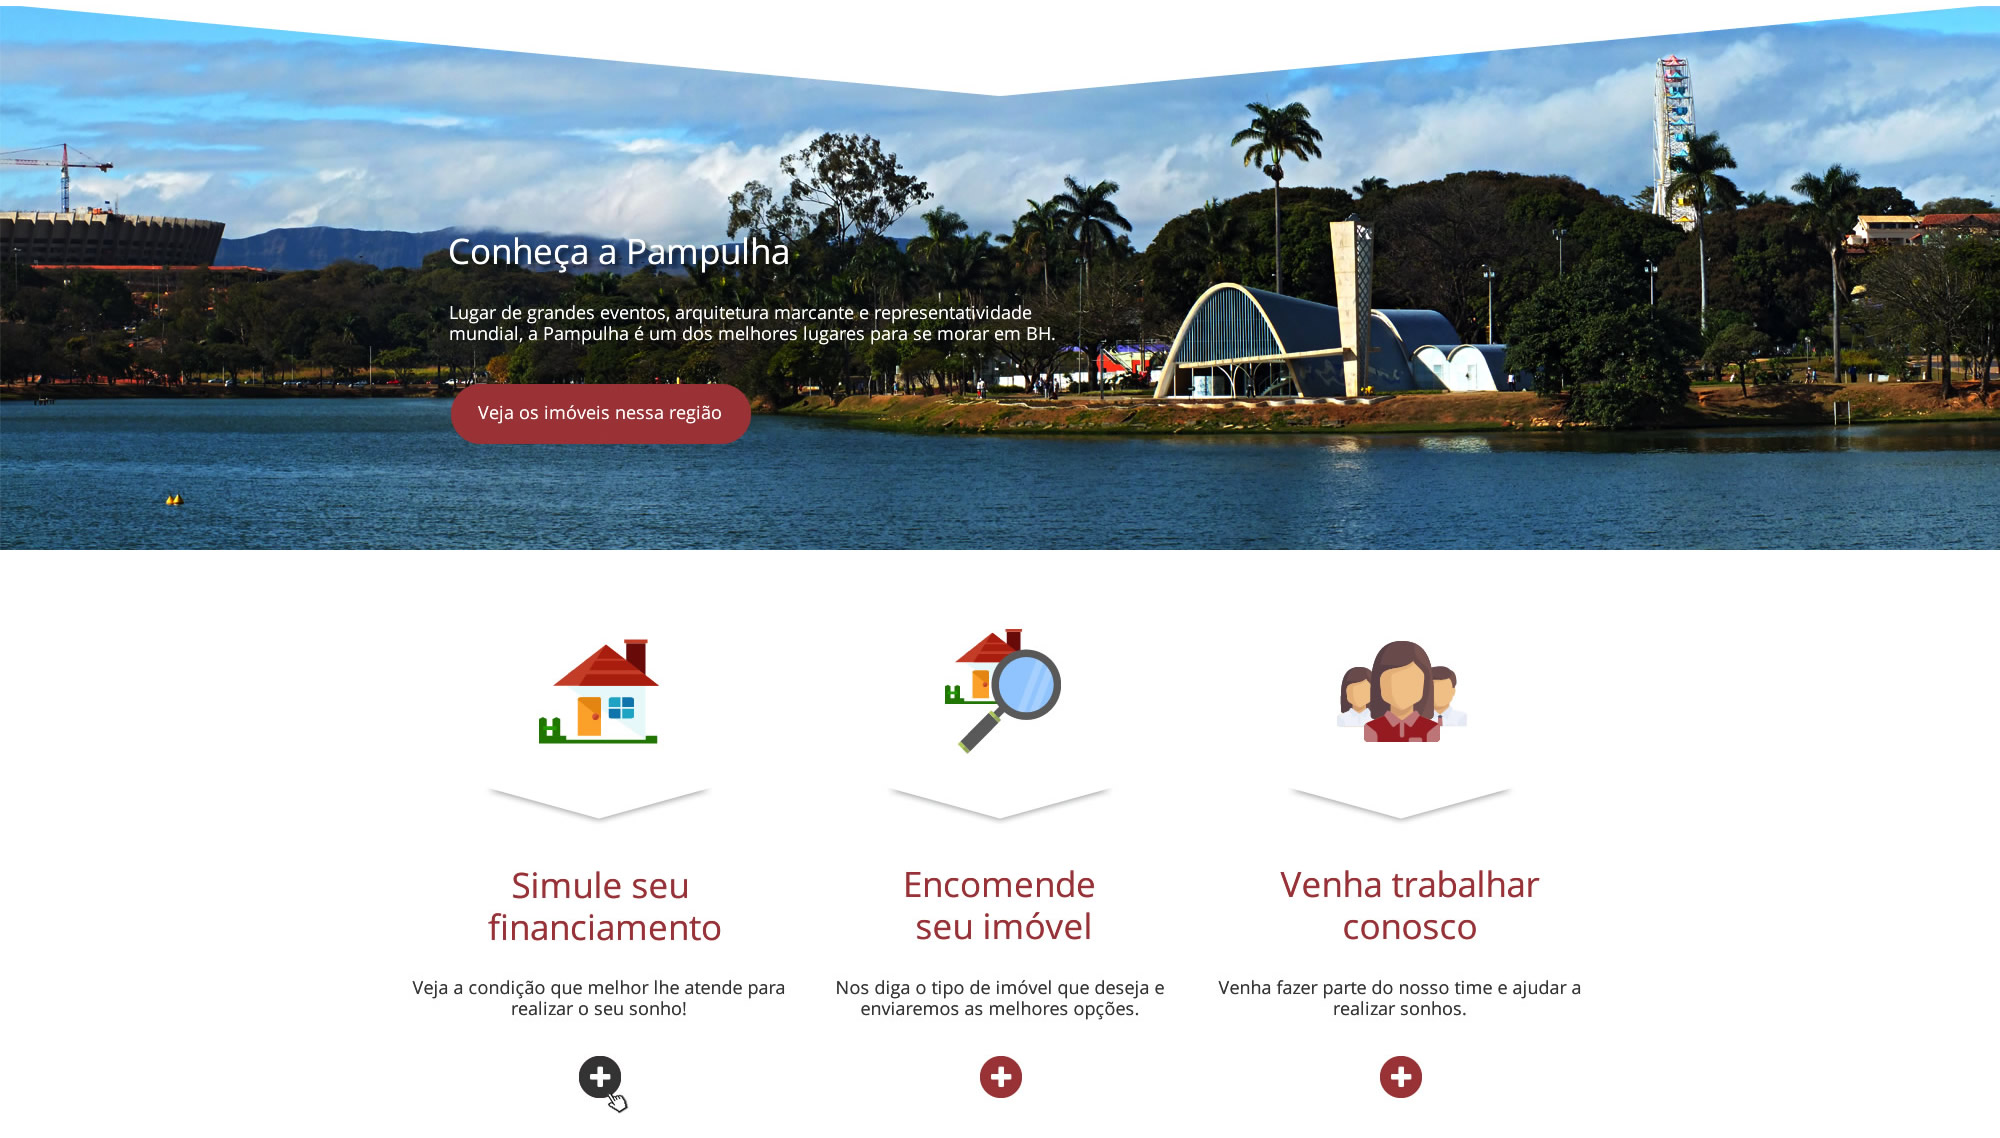 Conheça a Pampulha
Lugar de grandes eventos, arquitetura marcante e representatividade
mundial, a Pampulha é um dos melhores lugares para se morar em BH.
Veja os imóveis nessa região
Simule seu
financiamento
Veja a condição que melhor lhe atende para
realizar o seu sonho!
Encomende
seu imóvel
Nos diga o tipo de imóvel que deseja e
enviaremos as melhores opções.
Venha trabalhar
conosco
Venha fazer parte do nosso time e ajudar a
realizar sonhos.